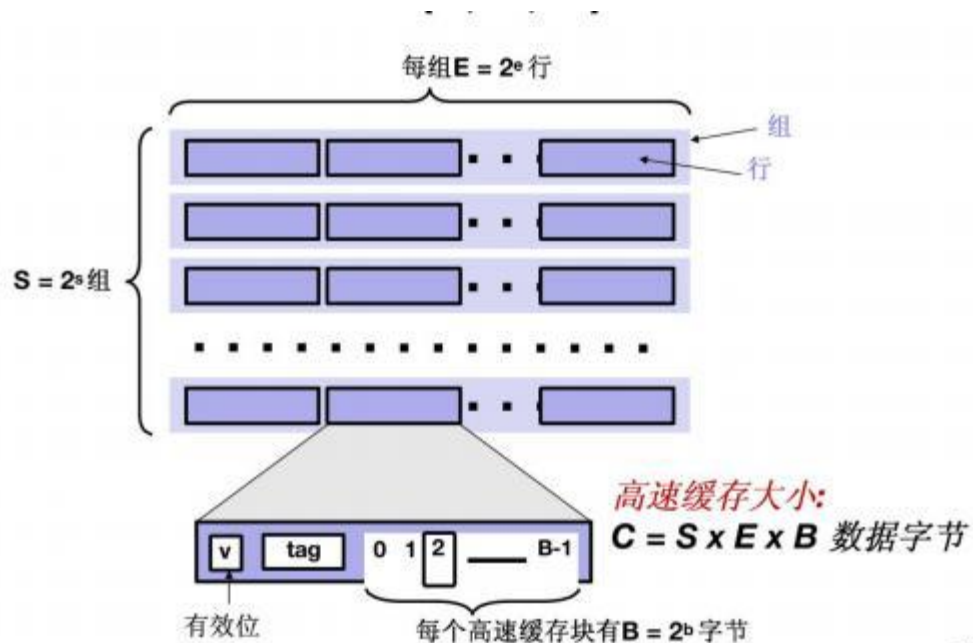 每组E = 2ᵉ 行
组
行
S = 2ˢ 组
高速缓存大小:
C = S x E x B 数据字节
v tag 0 1 2 B-1
有效位
每个高速缓存块有B = 2ᵇ 字节